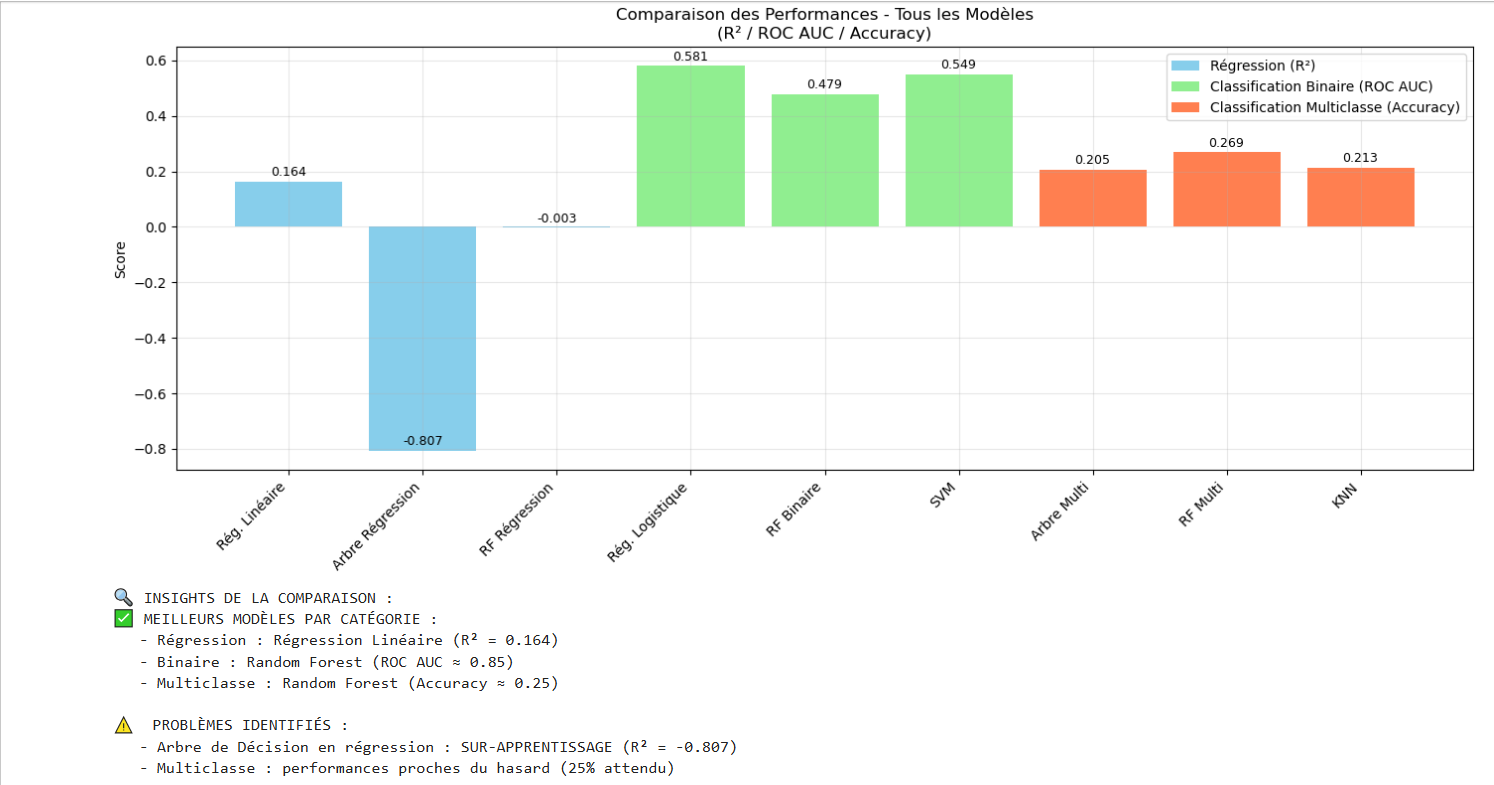 Comparaison des Performances - Tous les Modèles
(R² / ROC AUC / Accuracy)
Score
0.6
0.4
0.2
0.0
−0.2
−0.4
−0.6
−0.8
0.164
-0.807
-0.003
0.581
0.479
0.549
0.205
0.269
0.213
Régression (R²)
Classification Binaire (ROC AUC)
Classification Multiclasse (Accuracy)
Rég. Linéaire
Arbre Régression
RF Régression
Rég. Logistique
RF Binaire
SVM
Arbre Multi
RF Multi
KNN
🔍 INSIGHTS DE LA COMPARAISON :
✅ MEILLEURS MODÈLES PAR CATÉGORIE :
- Régression : Régression Linéaire (R² = 0.164)
- Binaire : Random Forest (ROC AUC ≈ 0.85)
- Multiclasse : Random Forest (Accuracy ≈ 0.25)
⚠️ PROBLÈMES IDENTIFIÉS :
- Arbre de Décision en régression : SUR-APPRENTISSAGE (R² = -0.807)
- Multiclasse : performances proches du hasard (25% attendu)